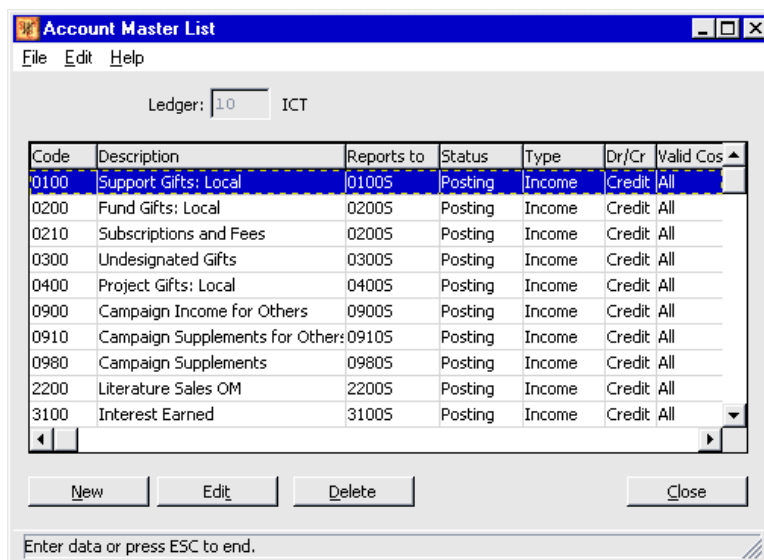 Account Master List
File Edit Help
Ledger: 10 ICT
Code Description Reports to Status Type Dr/Cr Valid Cos
0100 Support Gifts: Local 0100S Posting Income Credit All
0200 Fund Gifts: Local 0200S Posting Income Credit All
0210 Subscriptions and Fees 0200S Posting Income Credit All
0300 Undesignated Gifts 0300S Posting Income Credit All
0400 Project Gifts: Local 0400S Posting Income Credit All
0900 Campaign Income for Others 0900S Posting Income Credit All
0910 Campaign Supplements for Others 0910S Posting Income Credit All
0980 Campaign Supplements 0980S Posting Income Credit All
2200 Literature Sales OM 2200S Posting Income Credit All
3100 Interest Earned 3100S Posting Income Credit All
New Edit Delete Close
Enter data or press ESC to end.